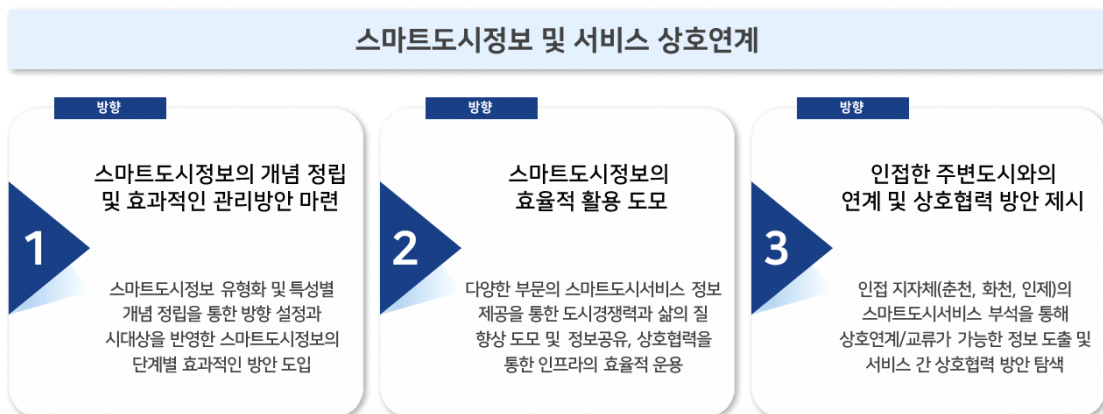 스마트도시정보 및 서비스 상호연계
방향
1
스마트도시정보의 개념 정립
및 효과적인 관리방안 마련
스마트도시정보 유형화 및 특성별
개념 정립을 통한 방향 설정과
시대상을 반영한 스마트도시정보의
단계별 효과적인 방안 도입
방향
2
스마트도시정보의
효율적 활용 도모
다양한 부문의 스마트도시서비스 정보
제공을 통한 도시경쟁력과 삶의 질
향상 도모 및 정보공유, 상호협력을
통한 인프라의 효율적 운용
방향
3
인접한 주변도시와의
연계 및 상호협력 방안 제시
인접 지자체(춘천, 화천, 인제)의
스마트도시서비스 부석을 통해
상호연계/교류가 가능한 정보 도출 및
서비스 간 상호협력 방안 탐색